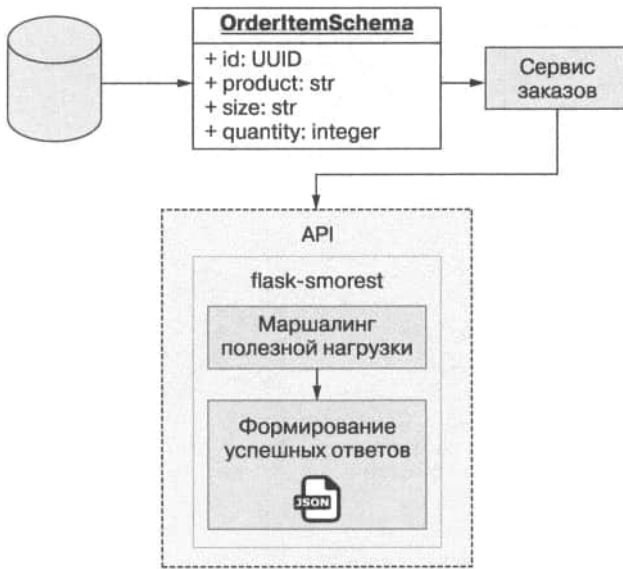 OrderItemSchema
+ id: UUID
+ product: str
+ size: str
+ quantity: integer
Сервис
заказов
API
flask-smorest
Маршалинг
полезной нагрузки
Формирование
успешных ответов
JSON